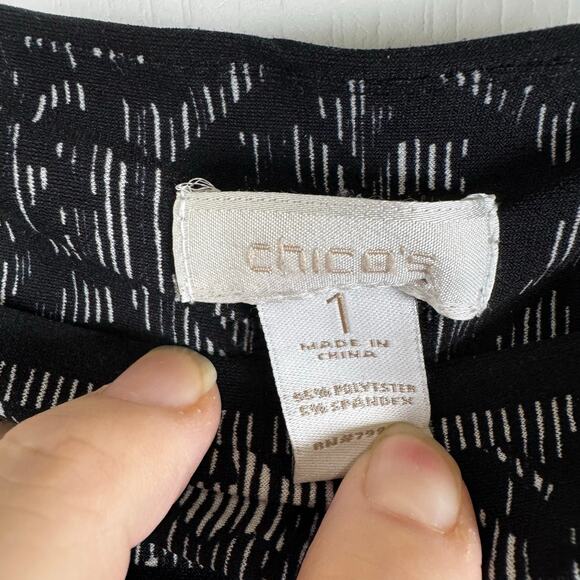 chico's
1
MADE IN
CHINA
95% POLYESTER
5% SPANDEX